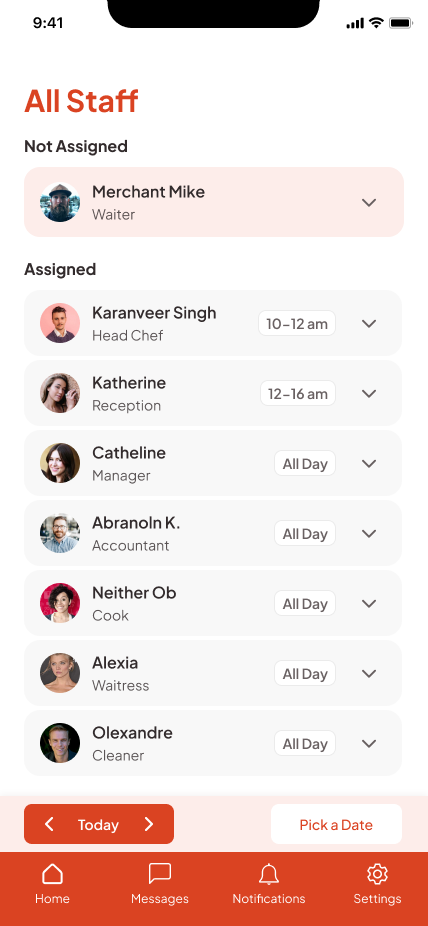 9:41
All Staff
Not Assigned
Merchant Mike
Waiter
Assigned
Karanveer Singh
10-12 am
Head Chef
Katherine
12-16 am
Reception
Catheline
All Day
Manager
Abranoln K.
All Day
Accountant
Neither Ob
All Day
Cook
Alexia
All Day
Waitress
Olexandre
All Day
Cleaner
Today
Pick a Date
Home Messages Notifications Settings